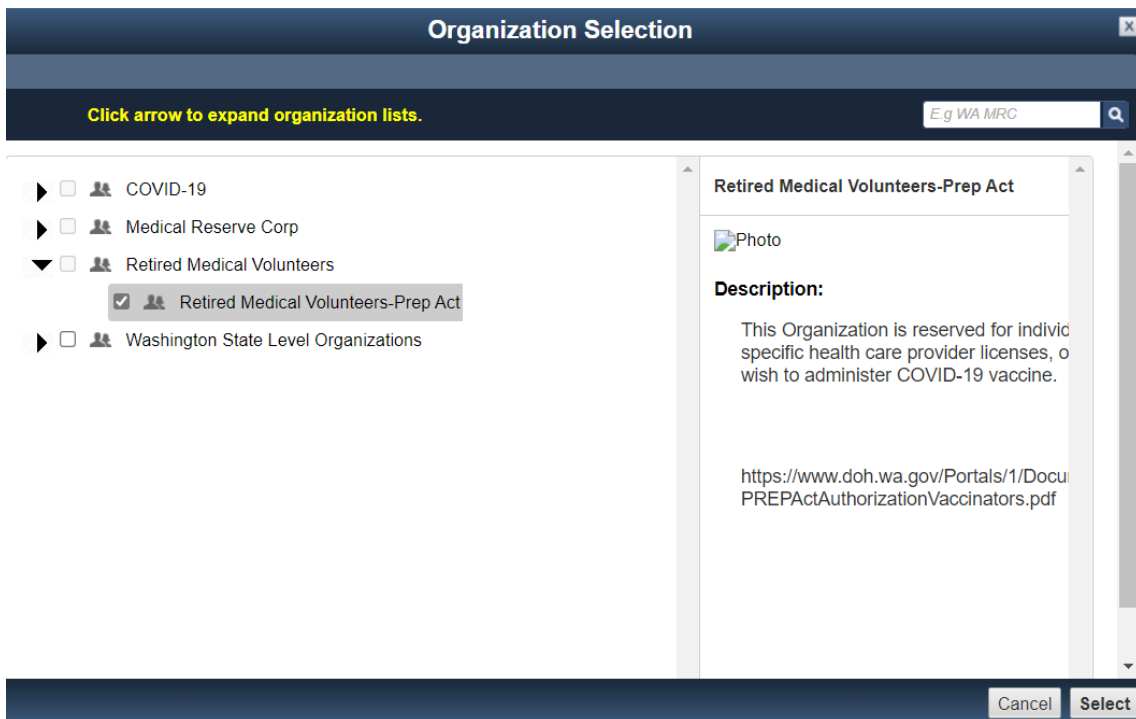 Organization Selection
x
Click arrow to expand organization lists.
E.g WA MRC
COVID-19
Medical Reserve Corp
Retired Medical Volunteers
Retired Medical Volunteers-Prep Act
Washington State Level Organizations
Retired Medical Volunteers-Prep Act
Photo
Description:
This Organization is reserved for individ
specific health care provider licenses, o
wish to administer COVID-19 vaccine.
https://www.doh.wa.gov/Portals/1/Docu
PREPActAuthorizationVaccinators.pdf
Cancel
Select